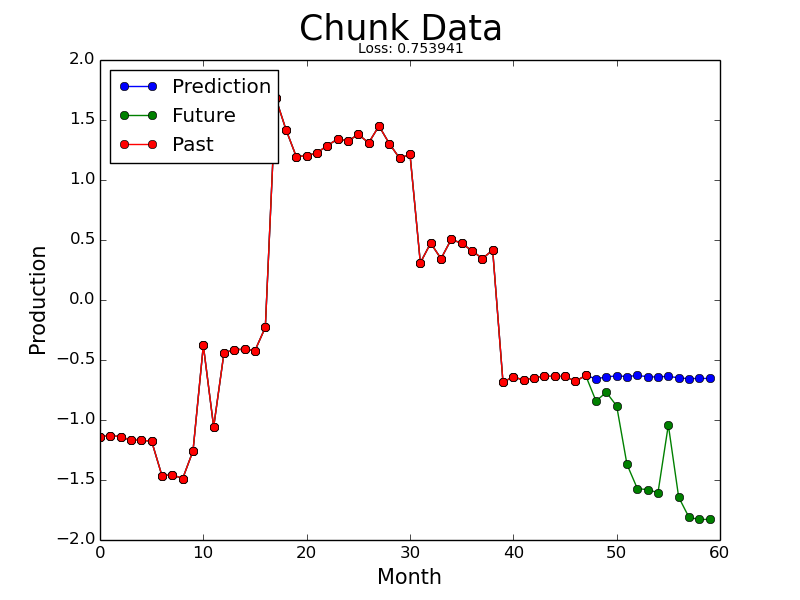 Chunk Data
Loss: 0.753941
2.0
1.5
1.0
0.5
0.0
−0.5
−1.0
−1.5
−2.0
Prediction
Future
Past
Production
0 10 20 30 40 50 60
Month